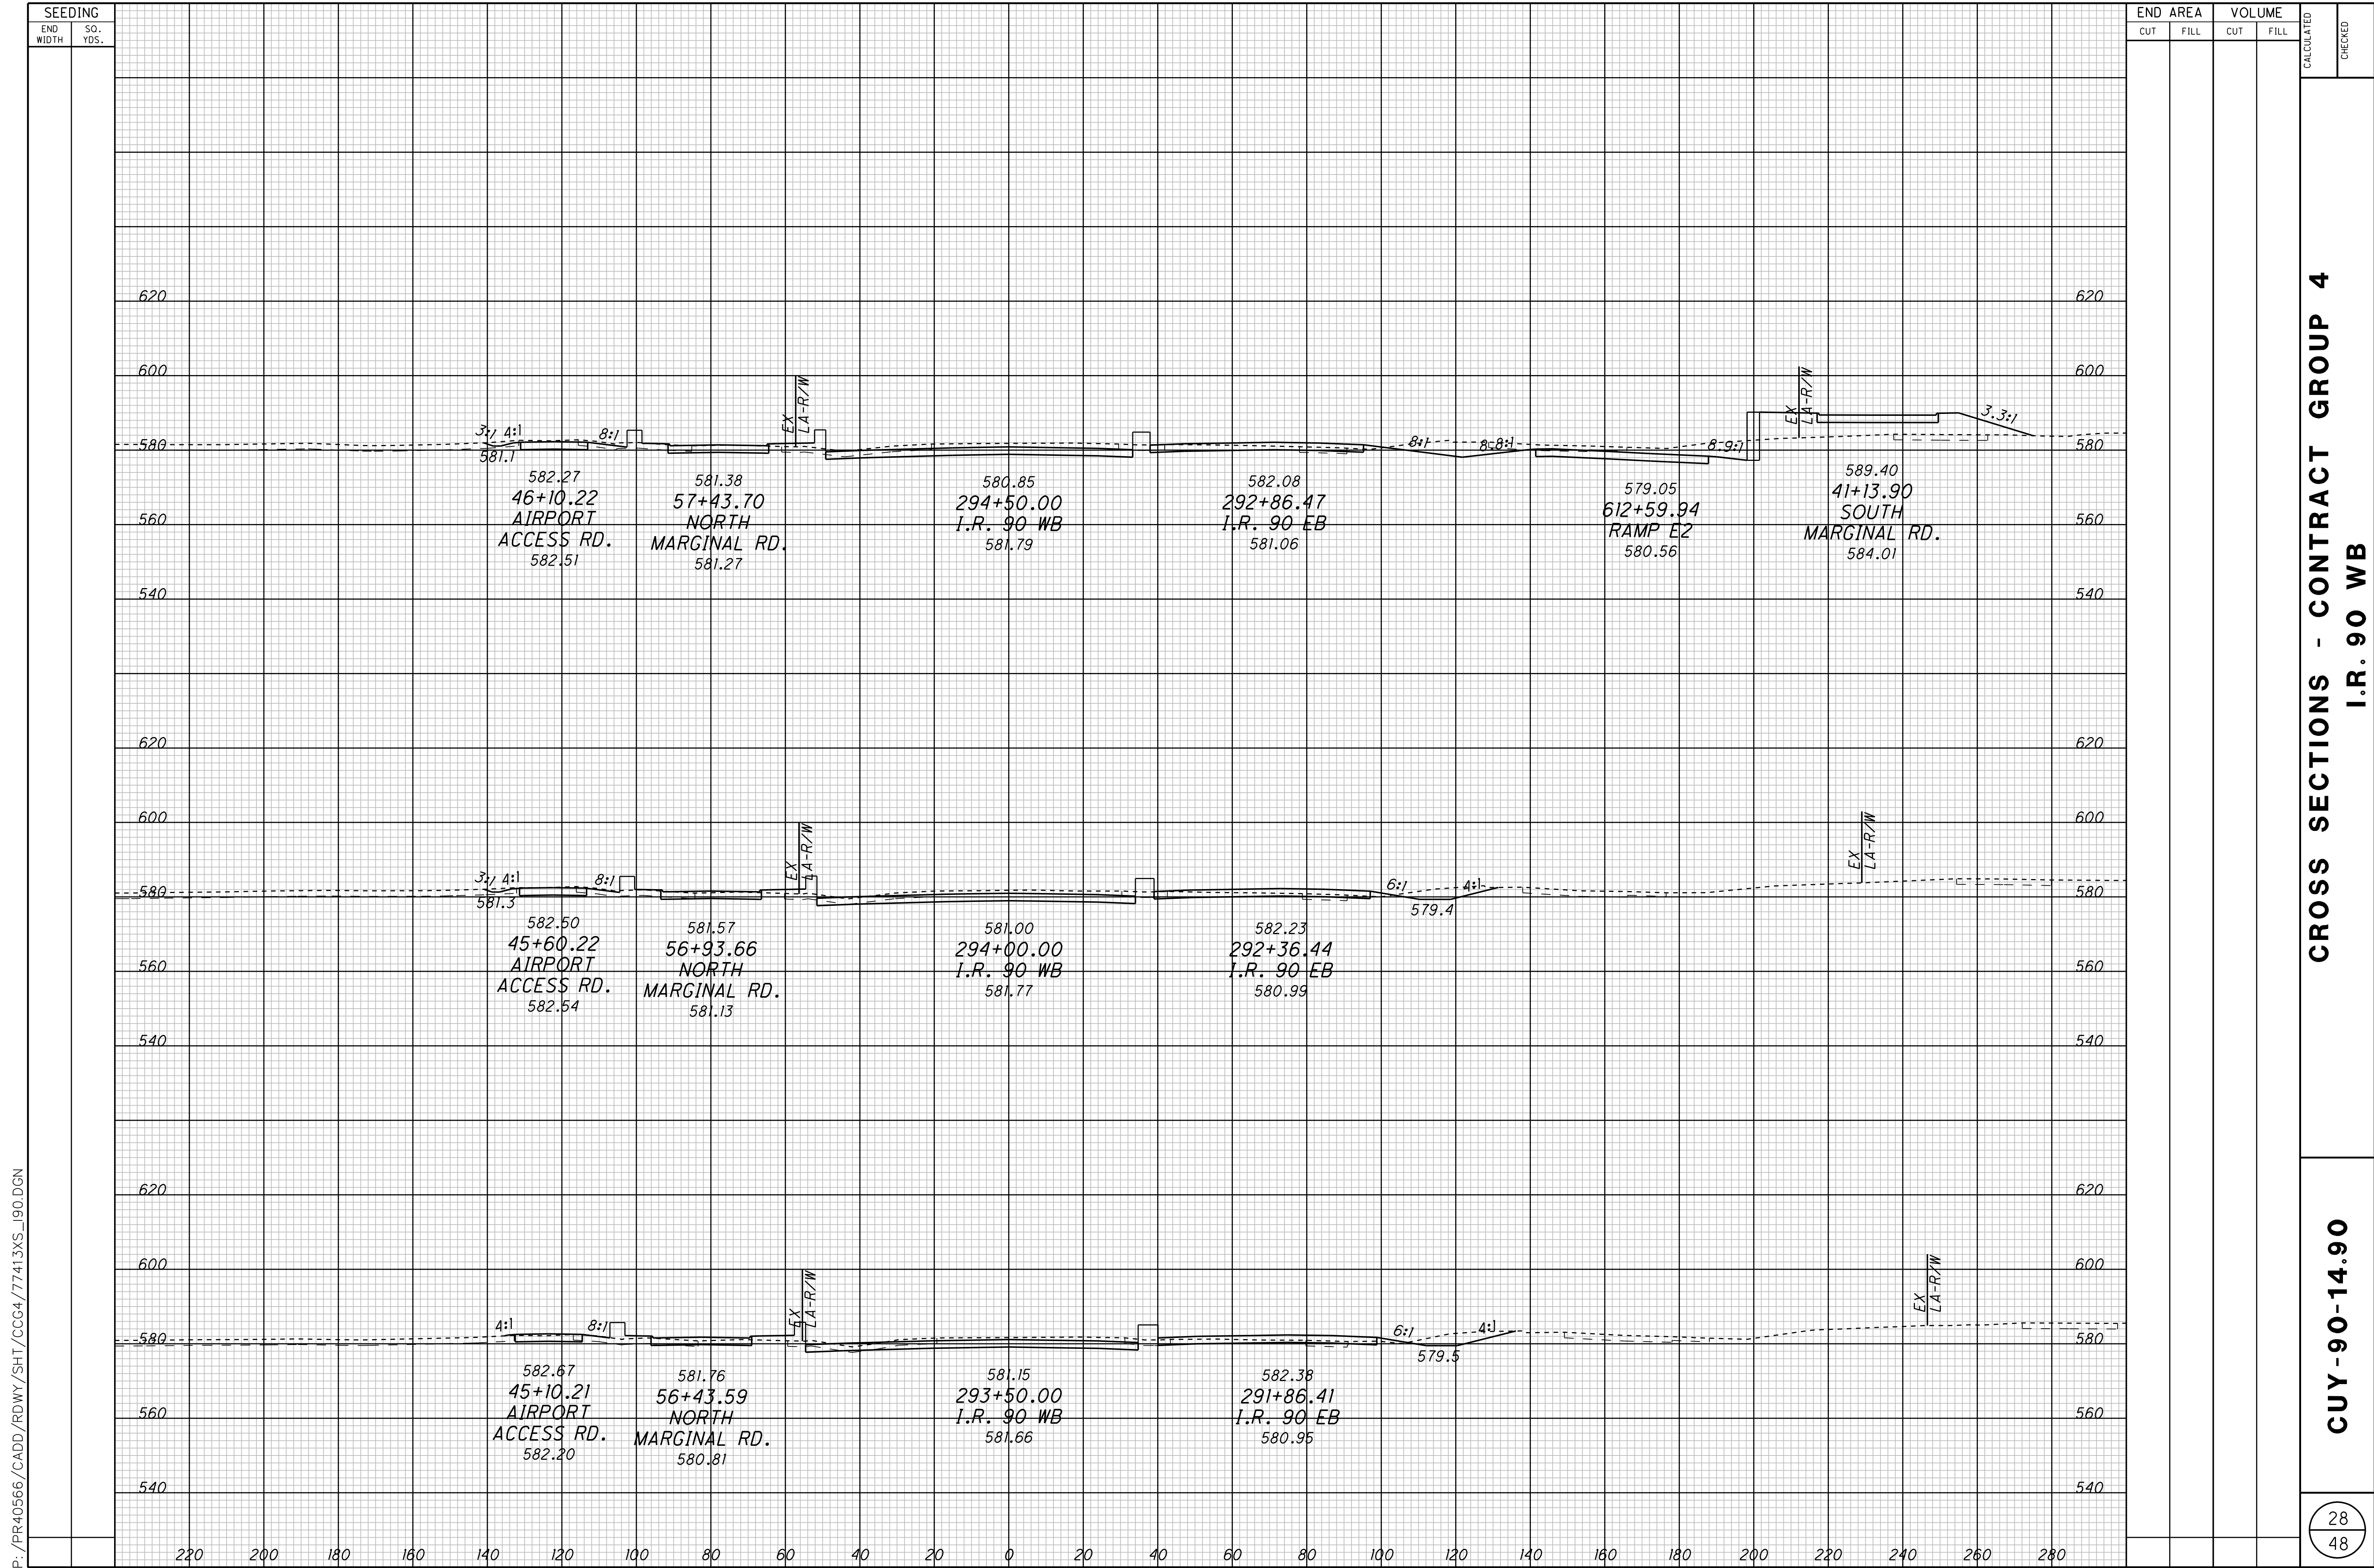 SEEDING
END WIDTH
SQ. YDS.
END AREA
VOLUME
CUT
FILL
CUT
FILL
CALCULATED
CHECKED
620
620
600
600
EX
LA-R/W
EX
LA-R/W
580
3:1
4:1
8:1
8:1
8.8:1
8.9:1
3.3:1
580
581.1
582.27
46+10.22
AIRPORT
ACCESS RD.
582.51
581.38
57+43.70
NORTH
MARGINAL RD.
581.27
580.85
294+50.00
I.R. 90 WB
581.79
582.08
292+86.47
I.R. 90 EB
581.06
579.05
612+59.94
RAMP E2
580.56
589.40
41+13.90
SOUTH
MARGINAL RD.
584.01
560
560
540
540
620
620
600
600
EX
LA-R/W
EX
LA-R/W
580
3:1
4:1
8:1
6:1
4:1
580
581.3
579.4
582.50
45+60.22
AIRPORT
ACCESS RD.
582.54
581.57
56+93.66
NORTH
MARGINAL RD.
581.13
581.00
294+00.00
I.R. 90 WB
581.77
582.23
292+36.44
I.R. 90 EB
580.99
560
560
540
540
620
620
600
600
EX
LA-R/W
EX
LA-R/W
580
4:1
8:1
6:1
4:1
580
579.5
582.67
45+10.21
AIRPORT
ACCESS RD.
582.20
581.76
56+43.59
NORTH
MARGINAL RD.
580.81
581.15
293+50.00
I.R. 90 WB
581.66
582.38
291+86.41
I.R. 90 EB
580.95
560
560
540
540
220 200 180 160 140 120 100 80 60 40 20 0 20 40 60 80 100 120 140 160 180 200 220 240 260 280
CROSS SECTIONS - CONTRACT GROUP 4
I.R. 90 WB
CUY-90-14.90
28
48
P:/PR40566/CADD/RDWY/SHT/CCG4/77413XS_I90.DGN